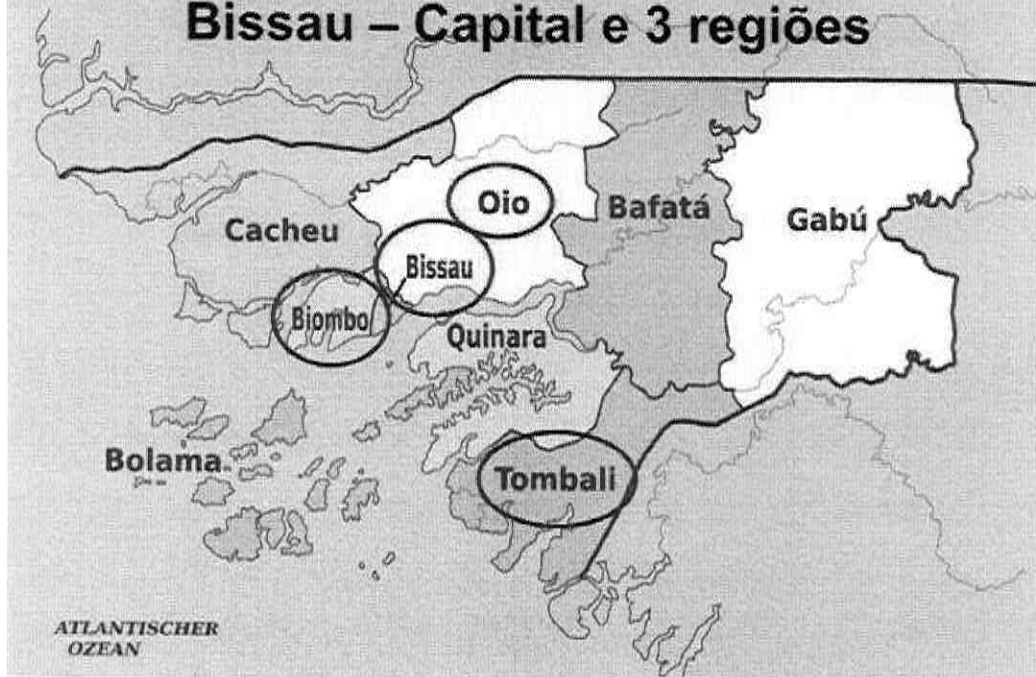 Bissau – Capital e 3 regiões
Oio
Bafatá
Gabú
Cacheu
Bissau
Biombo
Quinara
Bolama
Tombali
ATLANTISCHER
OZEAN